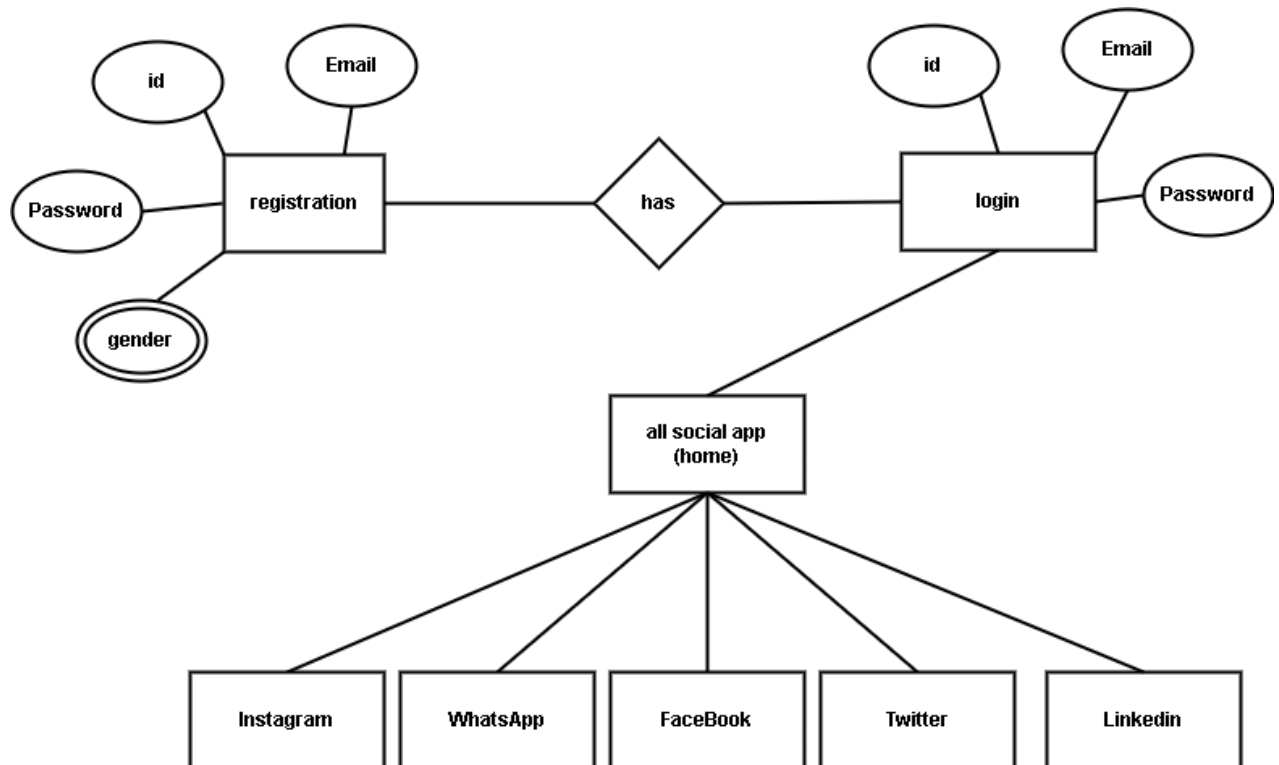 id
Email
id
Email
Password
registration
has
login
Password
gender
all social app
(home)
Instagram
WhatsApp
FaceBook
Twitter
Linkedin